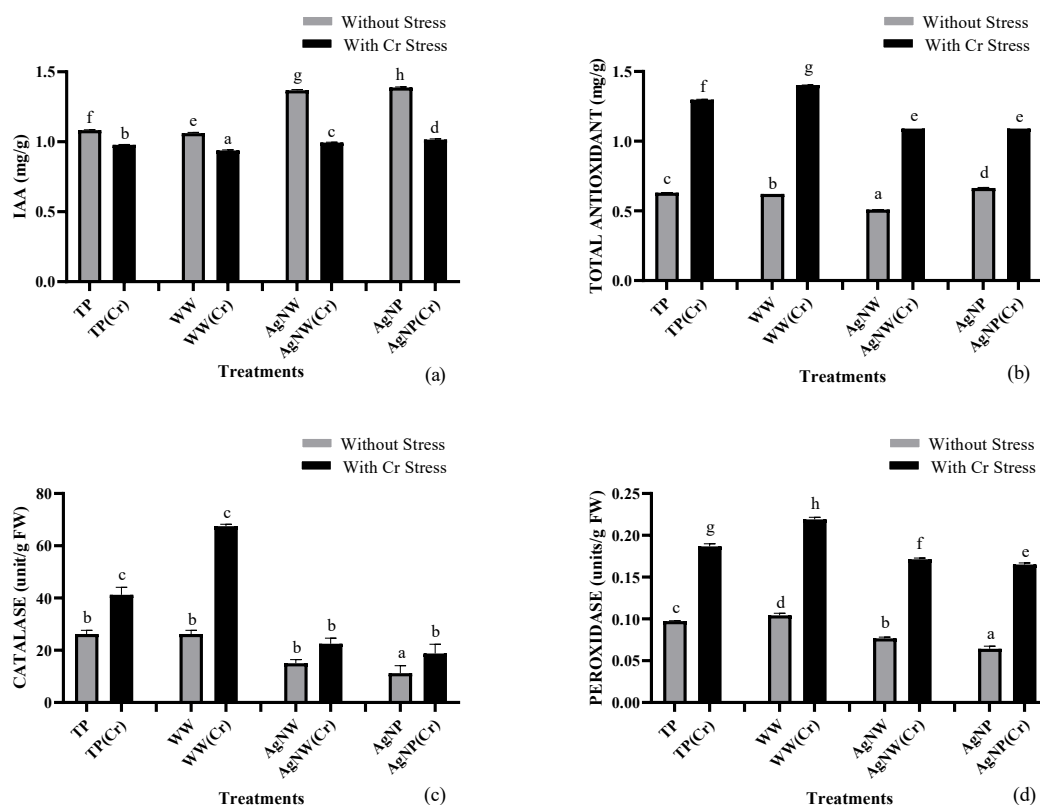 Without Stress
With Cr Stress
IAA (mg/g)
1.5
1.0
0.5
0.0
f
b
e
a
g
c
h
d
TP
TP(Cr)
WW
WW(Cr)
AgNW
AgNW(Cr)
AgNP
AgNP(Cr)
Treatments
(a)
Without Stress
With Cr Stress
TOTAL ANTIOXIDANT (mg/g)
1.5
1.0
0.5
0.0
c
f
b
g
a
e
d
e
TP
TP(Cr)
WW
WW(Cr)
AgNW
AgNW(Cr)
AgNP
AgNP(Cr)
Treatments
(b)
Without Stress
With Cr Stress
CATALASE (unit/g FW)
80
60
40
20
0
b
c
b
c
b
b
a
b
TP
TP(Cr)
WW
WW(Cr)
AgNW
AgNW(Cr)
AgNP
AgNP(Cr)
Treatments
(c)
Without Stress
With Cr Stress
PEROXIDASE (units/g FW)
0.25
0.20
0.15
0.10
0.05
0.00
c
g
d
h
b
f
a
e
TP
TP(Cr)
WW
WW(Cr)
AgNW
AgNW(Cr)
AgNP
AgNP(Cr)
Treatments
(d)